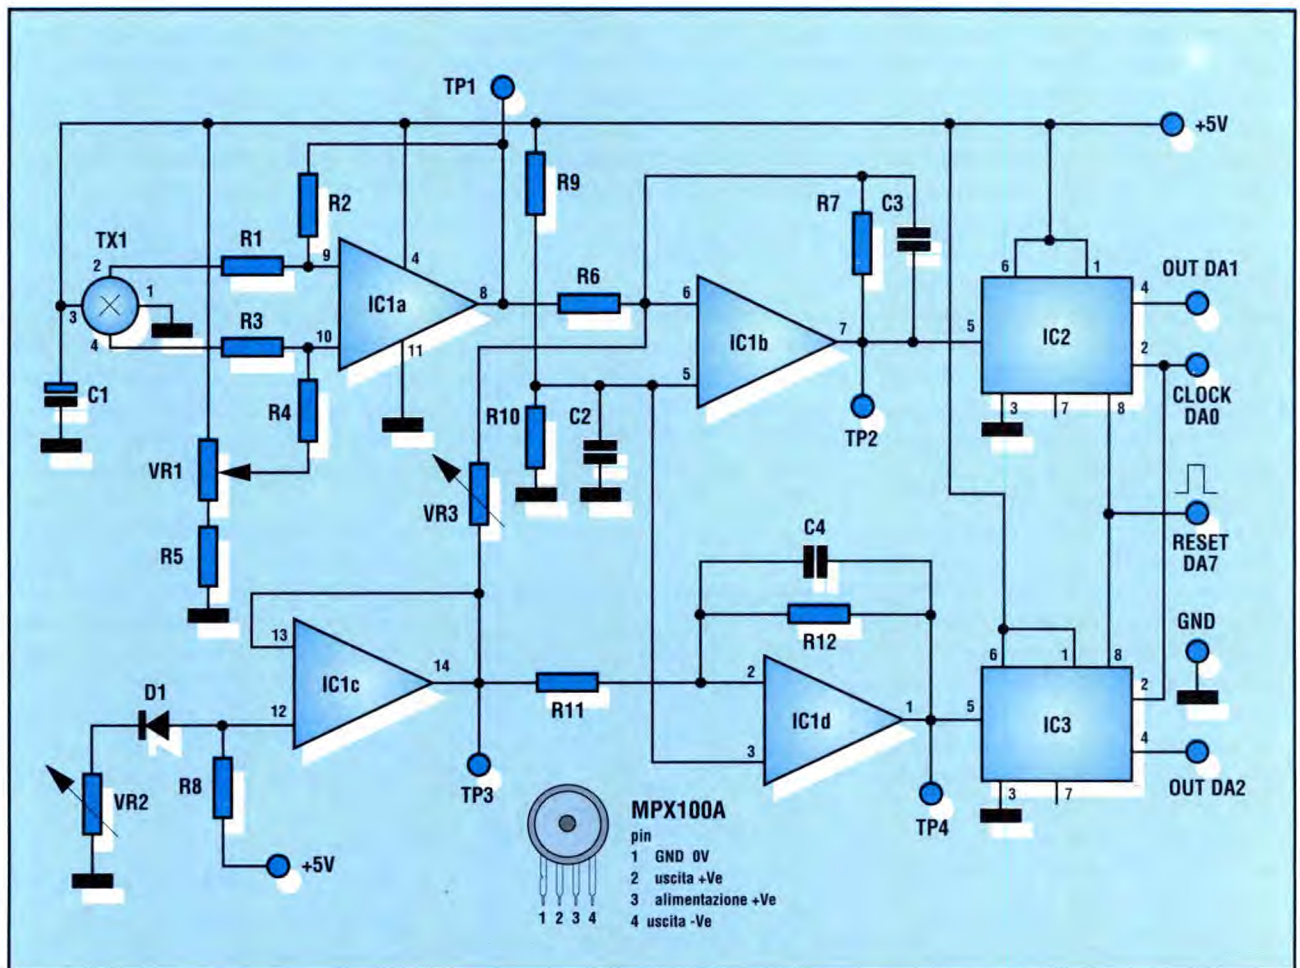 TP1
+5V
R9
R2
R7
C3
TX1
R1
2
9
4
6
1
OUT DA1
1
IC1a
8
R6
6
4
3
R3
7
5
IC2
4
10
11
IC1b
2
C1
R4
5
CLOCK
DA0
R10
C2
3
7
8
TP2
VR1
VR3
C4
R5
RESET
DA7
R12
GND
13
6
1
8
14
2
2
D1
IC1c
12
R11
IC1d
1
5
IC3
4
3
R8
VR2
TP3
MPX100A
3
7
OUT DA2
TP4
pin
1 GND 0V
+5V
2 uscita +Ve
3 alimentazione +Ve
1 2 3 4
4 uscita -Ve